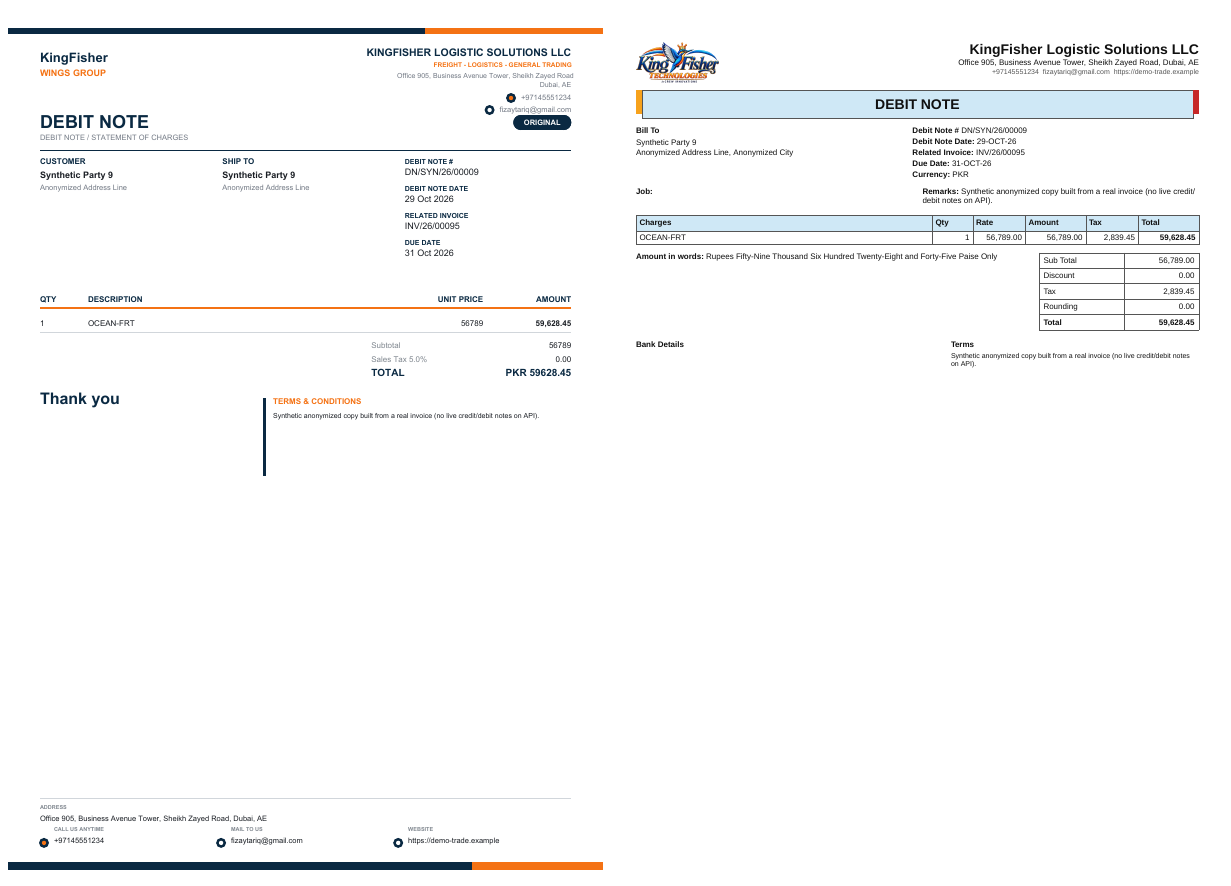 KingFisher
WINGS GROUP
KINGFISHER LOGISTIC SOLUTIONS LLC
FREIGHT - LOGISTICS - GENERAL TRADING
Office 905, Business Avenue Tower, Sheikh Zayed Road
Dubai, AE
+97145551234
fizaytariq@gmail.com
DEBIT NOTE
ORIGINAL
DEBIT NOTE / STATEMENT OF CHARGES
CUSTOMER
Synthetic Party 9
Anonymized Address Line
SHIP TO
Synthetic Party 9
Anonymized Address Line
DEBIT NOTE #
DN/SYN/26/00009
DEBIT NOTE DATE
29 Oct 2026
RELATED INVOICE
INV/26/00095
DUE DATE
31 Oct 2026
QTY DESCRIPTION UNIT PRICE AMOUNT
1 OCEAN-FRT 56789 59,628.45
Subtotal 56789
Sales Tax 5.0% 0.00
TOTAL PKR 59628.45
Thank you
TERMS & CONDITIONS
Synthetic anonymized copy built from a real invoice (no live credit/debit notes on API).
ADDRESS
Office 905, Business Avenue Tower, Sheikh Zayed Road, Dubai, AE
CALL US ANYTIME MAIL TO US WEBSITE
+97145551234 fizaytariq@gmail.com https://demo-trade.example
King Fisher
TECHNOLOGIES
KingFisher Logistic Solutions LLC
Office 905, Business Avenue Tower, Sheikh Zayed Road, Dubai, AE
+97145551234 fizaytariq@gmail.com https://demo-trade.example
DEBIT NOTE
Bill To
Synthetic Party 9
Anonymized Address Line, Anonymized City
Debit Note # DN/SYN/26/00009
Debit Note Date: 29-OCT-26
Related Invoice: INV/26/00095
Due Date: 31-OCT-26
Currency: PKR
Job:
Remarks: Synthetic anonymized copy built from a real invoice (no live credit/
debit notes on API).
Charges Qty Rate Amount Tax Total
OCEAN-FRT 1 56,789.00 56,789.00 2,839.45 59,628.45
Amount in words: Rupees Fifty-Nine Thousand Six Hundred Twenty-Eight and Forty-Five Paise Only
Sub Total 56,789.00
Discount 0.00
Tax 2,839.45
Rounding 0.00
Total 59,628.45
Bank Details
Terms
Synthetic anonymized copy built from a real invoice (no live credit/debit notes
on API).